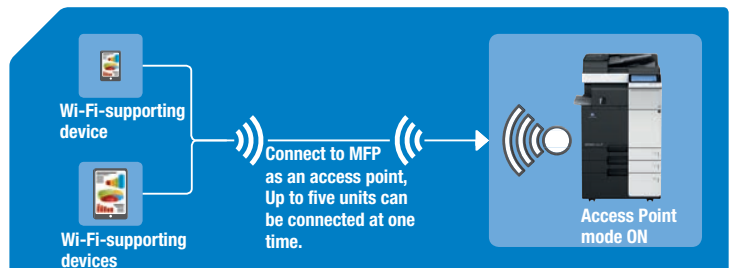 Wi-Fi-supporting
device
Wi-Fi-supporting
devices
Connect to MFP
as an access point,
Up to five units can
be connected at one
time.
Access Point
mode ON